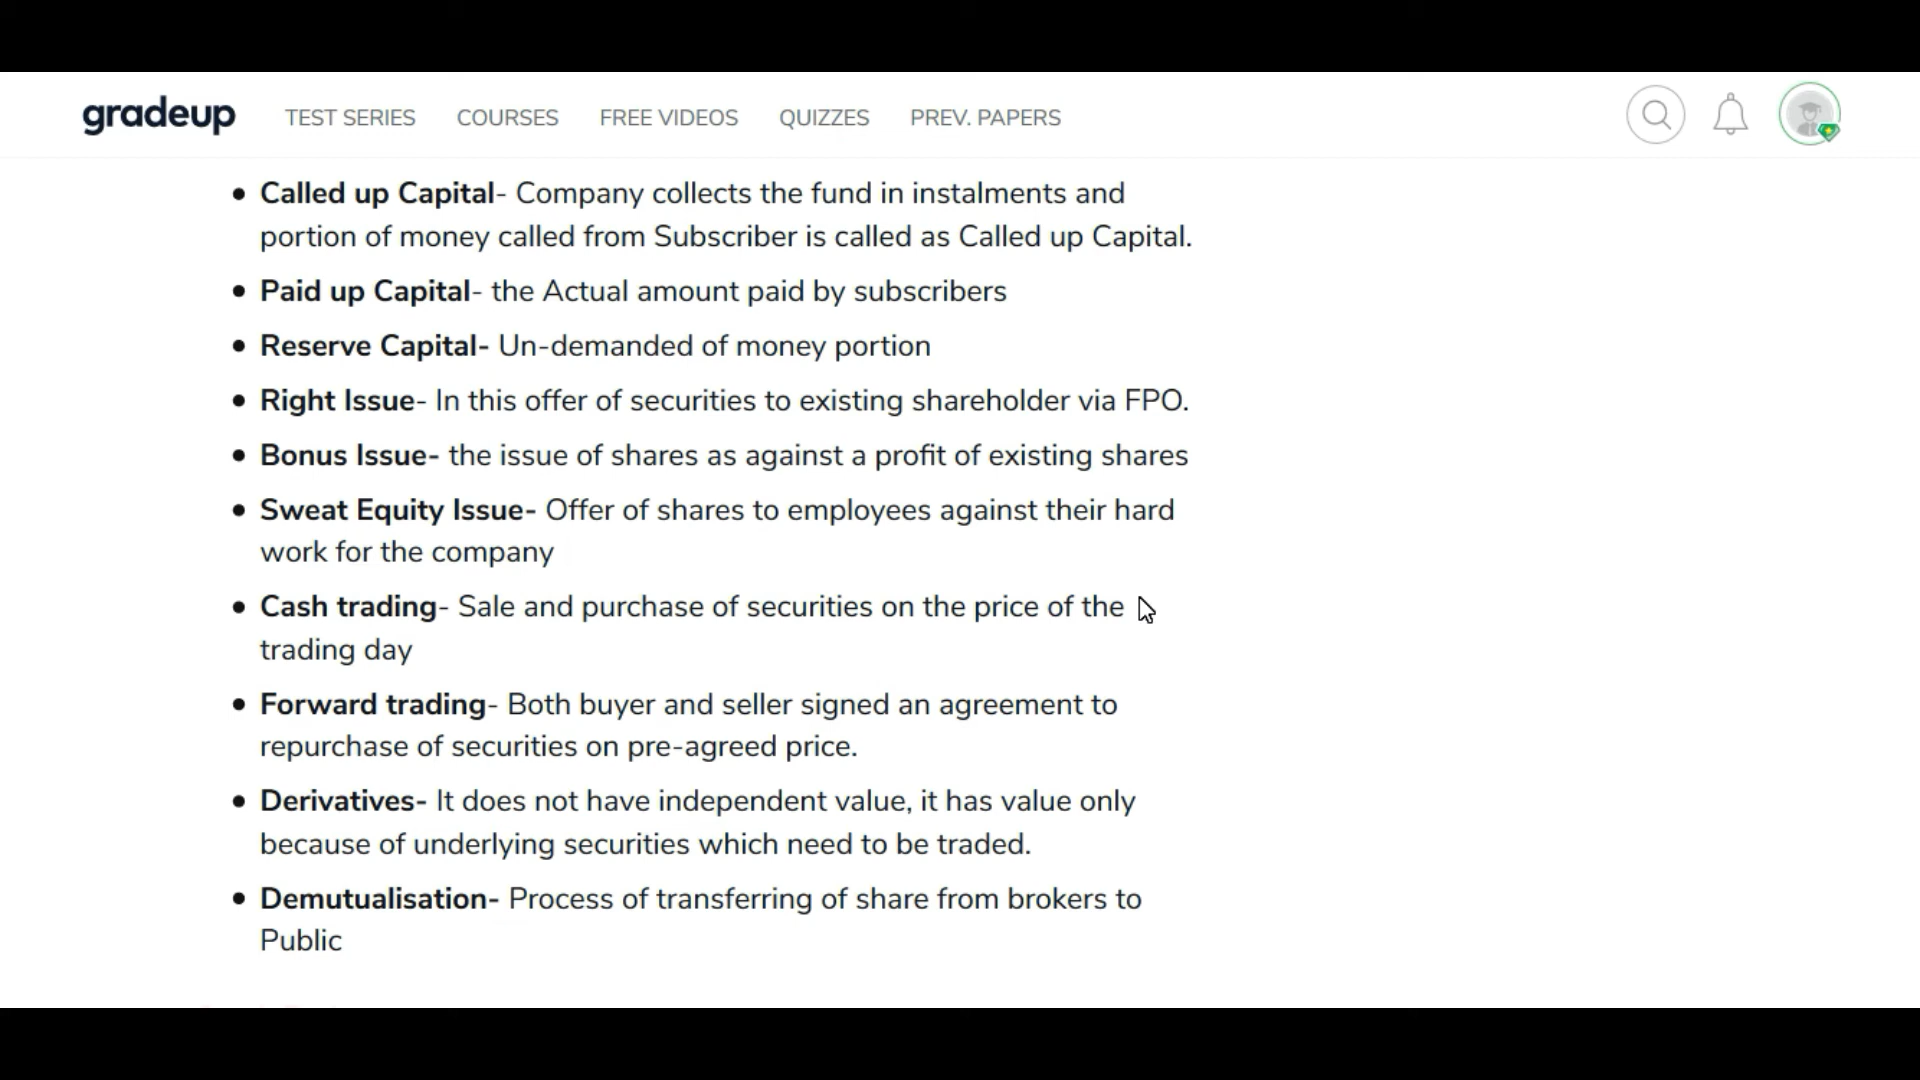 gradeup TEST SERIES COURSES FREE VIDEOS QUIZZES PREV. PAPERS
• Called up Capital- Company collects the fund in instalments and
portion of money called from Subscriber is called as Called up Capital.
• Paid up Capital- the Actual amount paid by subscribers
• Reserve Capital- Un-demanded of money portion
• Right Issue- In this offer of securities to existing shareholder via FPO.
• Bonus Issue- the issue of shares as against a profit of existing shares
• Sweat Equity Issue- Offer of shares to employees against their hard
work for the company
• Cash trading- Sale and purchase of securities on the price of the
trading day
• Forward trading- Both buyer and seller signed an agreement to
repurchase of securities on pre-agreed price.
• Derivatives- It does not have independent value, it has value only
because of underlying securities which need to be traded.
• Demutualisation- Process of transferring of share from brokers to
Public